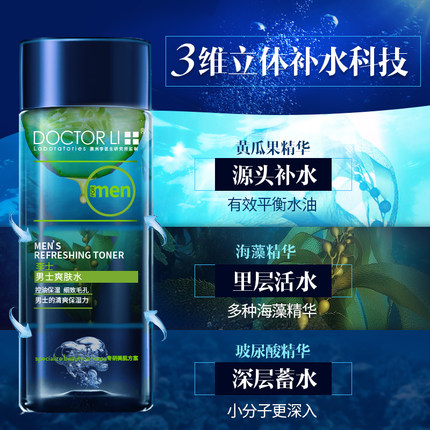 3维立体补水科技
DOCTOR LI
Laboratories
men
MEN'S
REFRESHING TONER
李士
男士爽肤水
控油保湿 细致毛孔
男士的清爽保湿力
黄瓜果精华
源头补水
有效平衡水油
海藻精华
里层活水
多种海藻精华
玻尿酸精华
深层蓄水
小分子更深入